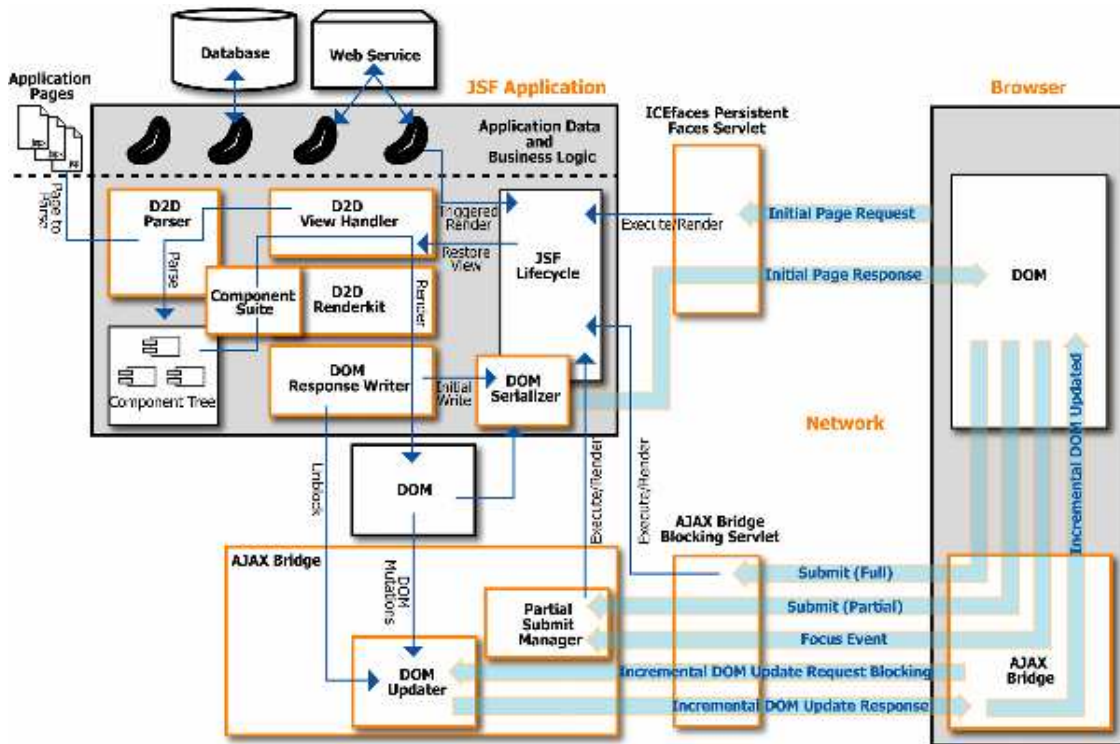 Database
Web Service
Application
Pages
JSF Application
Browser
ICEFaces Persistent
Faces Servlet
Application Data
and
Business Logic
Page to
Parse
D2D
Parser
D2D
View Handler
Triggered
Render
Restore
View
Execute/Render
Initial Page Request
JSF
Lifecycle
Initial Page Response
DOM
Parse
Component
Suite
D2D
Renderkit
Render
DOM
Response Writer
Initial
Write
DOM
Serializer
Component Tree
Network
Incremental DOM Updated
Unblock
DOM
Execute/Render
Execute/Render
AJAX Bridge
Blocking Servlet
AJAX Bridge
DOM
Mutations
Submit (Full)
Partial
Submit
Manager
Submit (Partial)
Focus Event
DOM
Updater
Incremental DOM Update Request Blocking
AJAX
Bridge
Incremental DOM Update Response